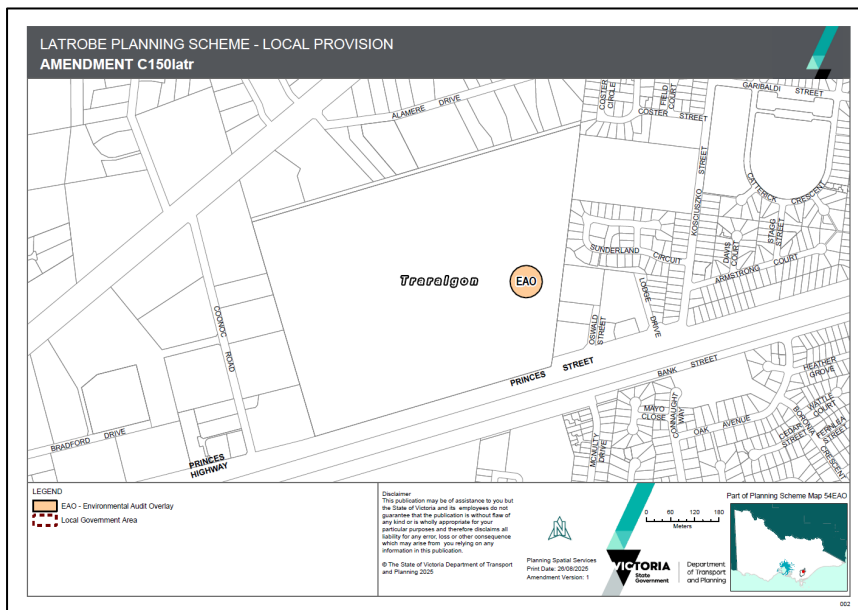 LATROBE PLANNING SCHEME - LOCAL PROVISION
AMENDMENT C150latr
ALAMERE DRIVE
COSTER
CIRCLE
FIELD
COURT
COSTER STREET
GARIBALDI STREET
KOSCIUSZKO STREET
CATTERICK CRESCENT
STAGG
STREET
DAVIS
COURT
SUNDERLAND CIRCUIT
ARMSTRONG COURT
LODGE DRIVE
OSWALD
STREET
Traralgon
EAO
COONOC ROAD
PRINCES STREET
BANK STREET
HEATHER
GROVE
MAYO
CLOSE
CONNAUGHT
WAY
OAK AVENUE
WATTLE
COURT
BORONIA
CEDAR
STREET
FERNLEA
STREET
CRESCENT
MCNULTY
DRIVE
BRADFORD DRIVE
PRINCES
HIGHWAY
LEGEND
EAO - Environmental Audit Overlay
Local Government Area
Disclaimer
This publication may be of assistance to you but
the State of Victoria and its employees do not
guarantee that the publication is without flaw of
any kind or is wholly appropriate for your
particular purposes and therefore disclaims all
liability for any error, loss or other consequence
which may arise from you relying on any
information in this publication.
© The State of Victoria Department of Transport
and Planning 2025
N
Planning Spatial Services
Print Date: 26/08/2025
Amendment Version: 1
0 60 120 180
Meters
VICTORIA
State
Government
Department
of Transport
and Planning
Part of Planning Scheme Map 54EAO
002